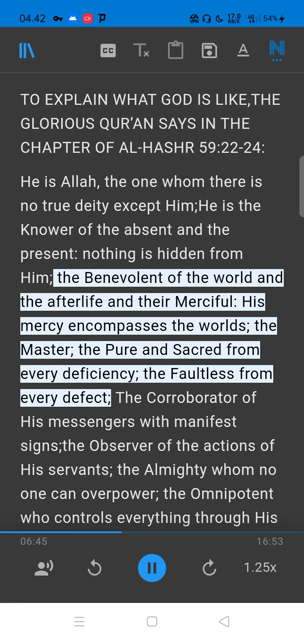 04.42
17.9
4G
54%
CC
TO EXPLAIN WHAT GOD IS LIKE,THE
GLORIOUS QUR’AN SAYS IN THE
CHAPTER OF AL-HASHR 59:22-24:
He is Allah, the one whom there is
no true deity except Him;He is the
Knower of the absent and the
present: nothing is hidden from
Him; the Benevolent of the world and
the afterlife and their Merciful: His
mercy encompasses the worlds; the
Master; the Pure and Sacred from
every deficiency; the Faultless from
every defect; The Corroborator of
His messengers with manifest
signs;the Observer of the actions of
His servants; the Almighty whom no
one can overpower; the Omnipotent
who controls everything through His
06:45
16:53
1.25x